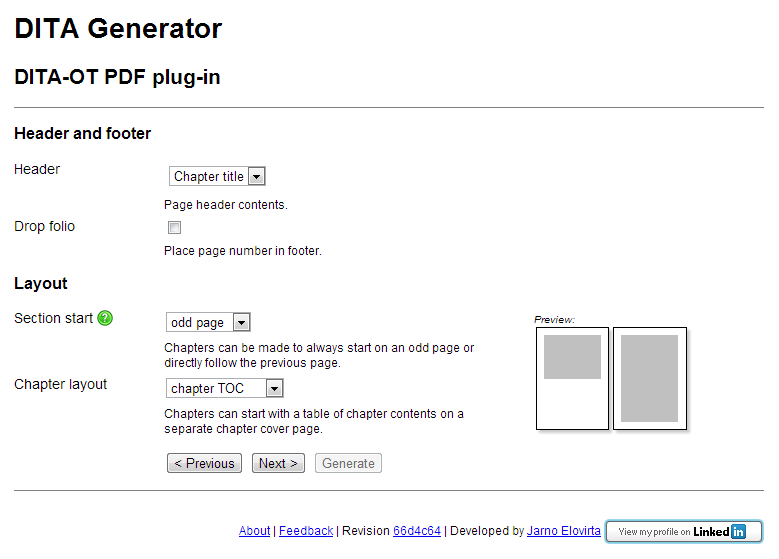 DITA Generator
DITA-OT PDF plug-in
Header and footer
Header
Chapter title
Page header contents.
Drop folio
Place page number in footer.
Layout
Section start ?
odd page
Preview:
Chapters can be made to always start on an odd page or
directly follow the previous page.
Chapter layout
chapter TOC
Chapters can start with a table of chapter contents on a
separate chapter cover page.
< Previous Next > Generate
About | Feedback | Revision 66d4c64 | Developed by Jarno Elovirta View my profile on Linked in